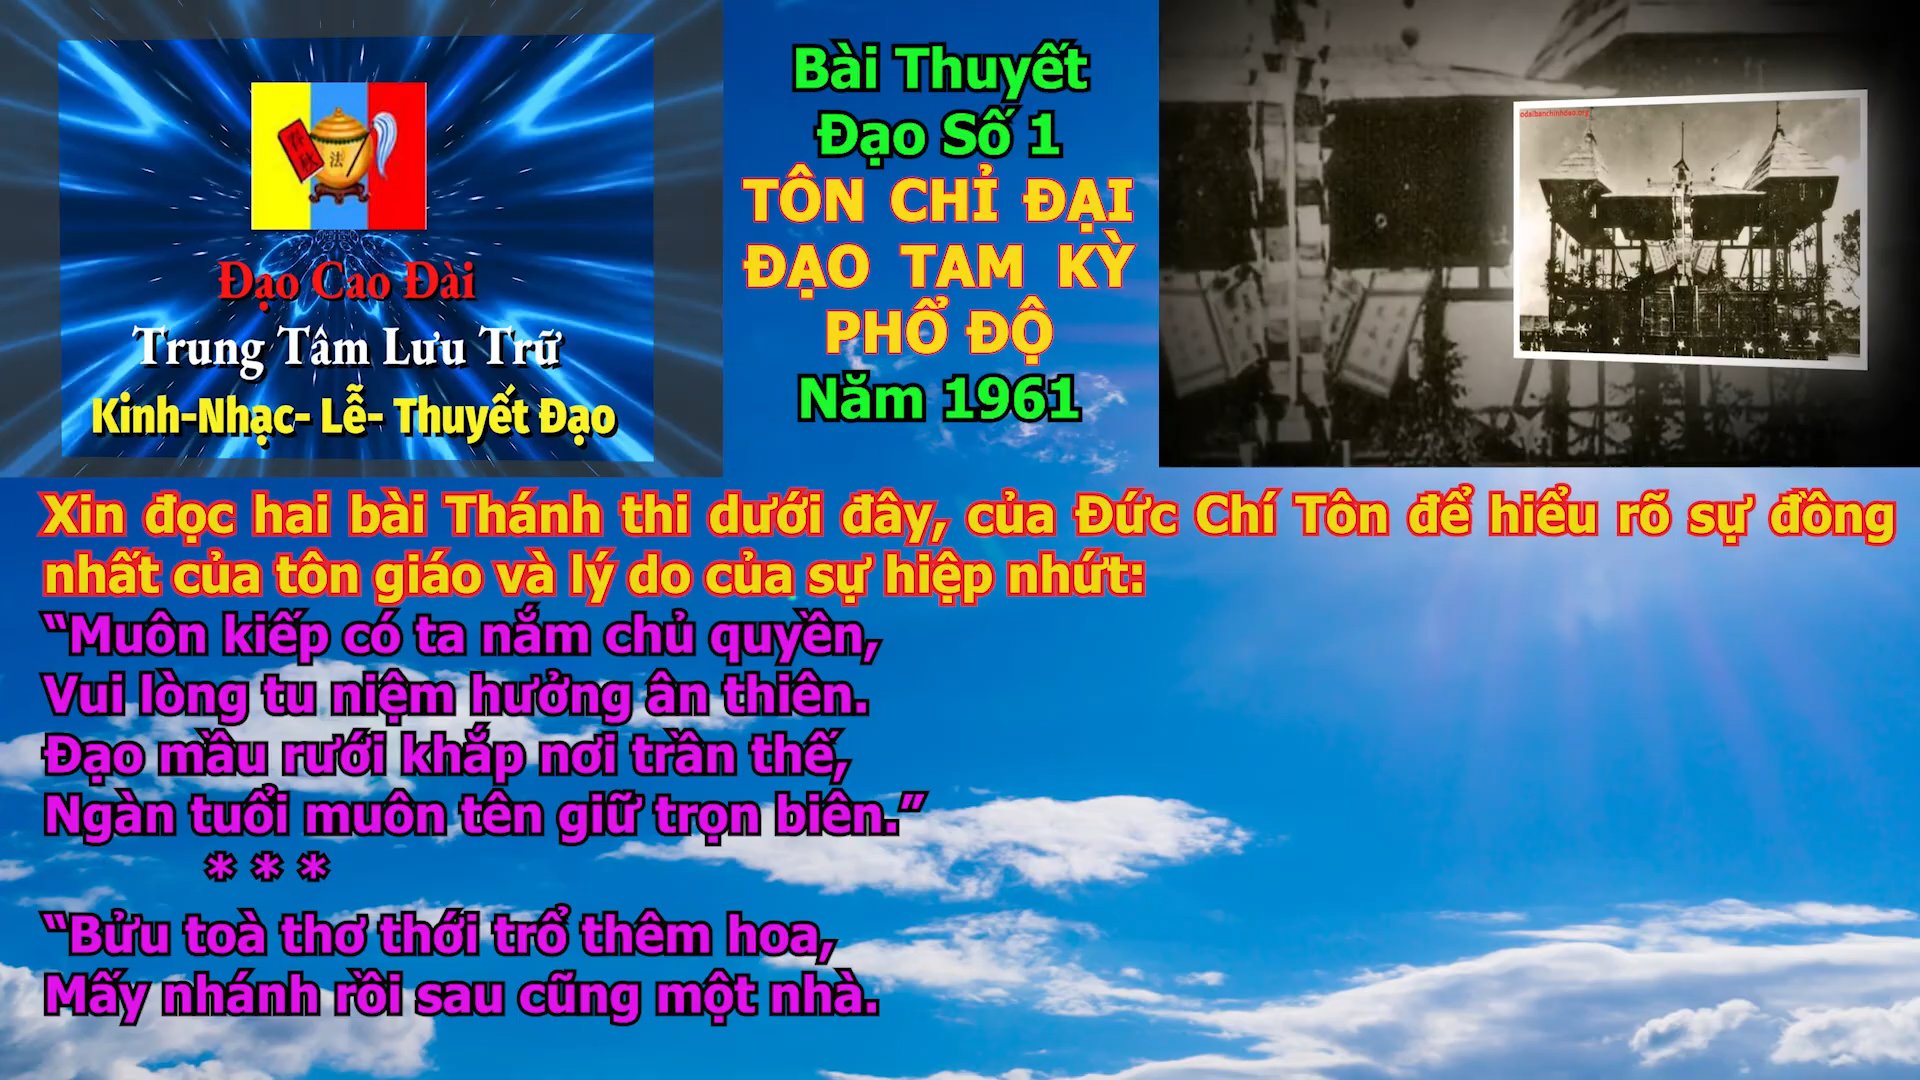 春秋
法
Đạo Cao Đài
Trung Tâm Lưu Trữ
Kinh-Nhạc- Lễ- Thuyết Đạo
Bài Thuyết
Đạo Số 1
TÔN CHỈ ĐẠI
ĐẠO TAM KỲ
PHỔ ĐỘ
Năm 1961
Xin đọc hai bài Thánh thi dưới đây, của Đức Chí Tôn để hiểu rõ sự đồng
nhất của tôn giáo và lý do của sự hiệp nhứt:
“Muôn kiếp có ta nắm chủ quyền,
Vui lòng tu niệm hưởng ân thiên.
Đạo mầu rưới khắp nơi trần thế,
Ngàn tuổi muôn tên giữ trọn biên.”
* * *
“Bửu toà thơ thới trổ thêm hoa,
Mấy nhánh rồi sau cũng một nhà.